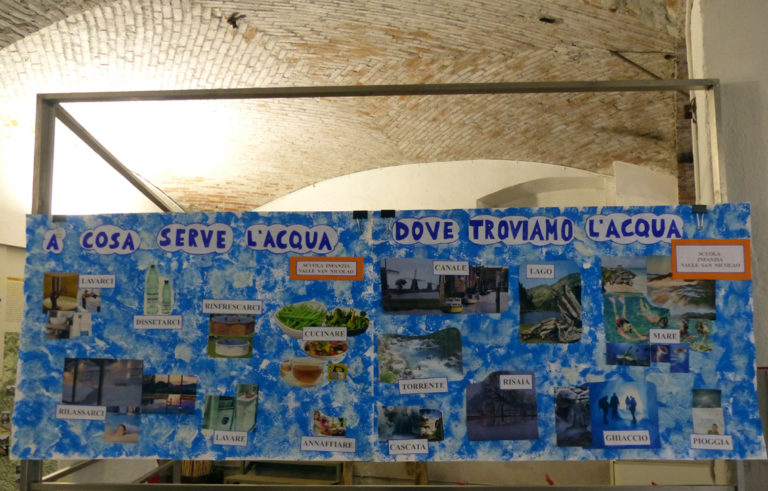 A COSA SERVE L'ACQUA
SCUOLA INFANZIA
VALLE SAN NICOLAO
LAVARCI
DISSETARCI
RINFRESCARCI
CUCINARE
RILASSARCI
LAVARE
ANNAFFIARE
DOVE TROVIAMO L'ACQUA
SCUOLA
INFANZIA
VALLE SAN NICOLAO
CANALE
LAGO
MARE
TORRENTE
RISAIA
CASCATA
GHIACCIO
PIOGGIA